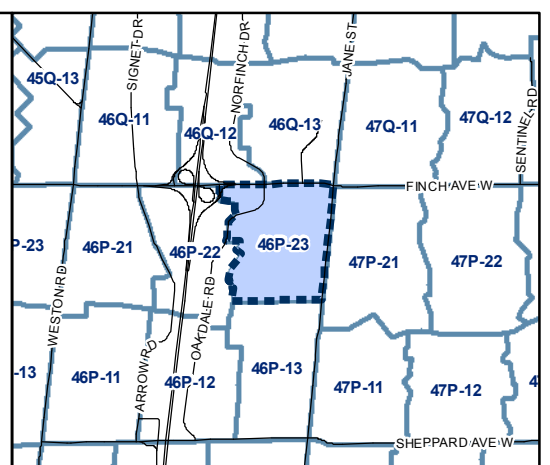 SIGNET DR
NORFINCH DR
JANE ST
45Q-13
46Q-11
46Q-12
46Q-13
47Q-11
47Q-12
SENTINEL RD
FINCH AVE W
P-23
46P-21
46P-22
46P-23
47P-21
47P-22
WESTON RD
OAKDALE RD
ARROW RD
-13
46P-11
46P-12
46P-13
47P-11
47P-12
4
SHEPPARD AVE W